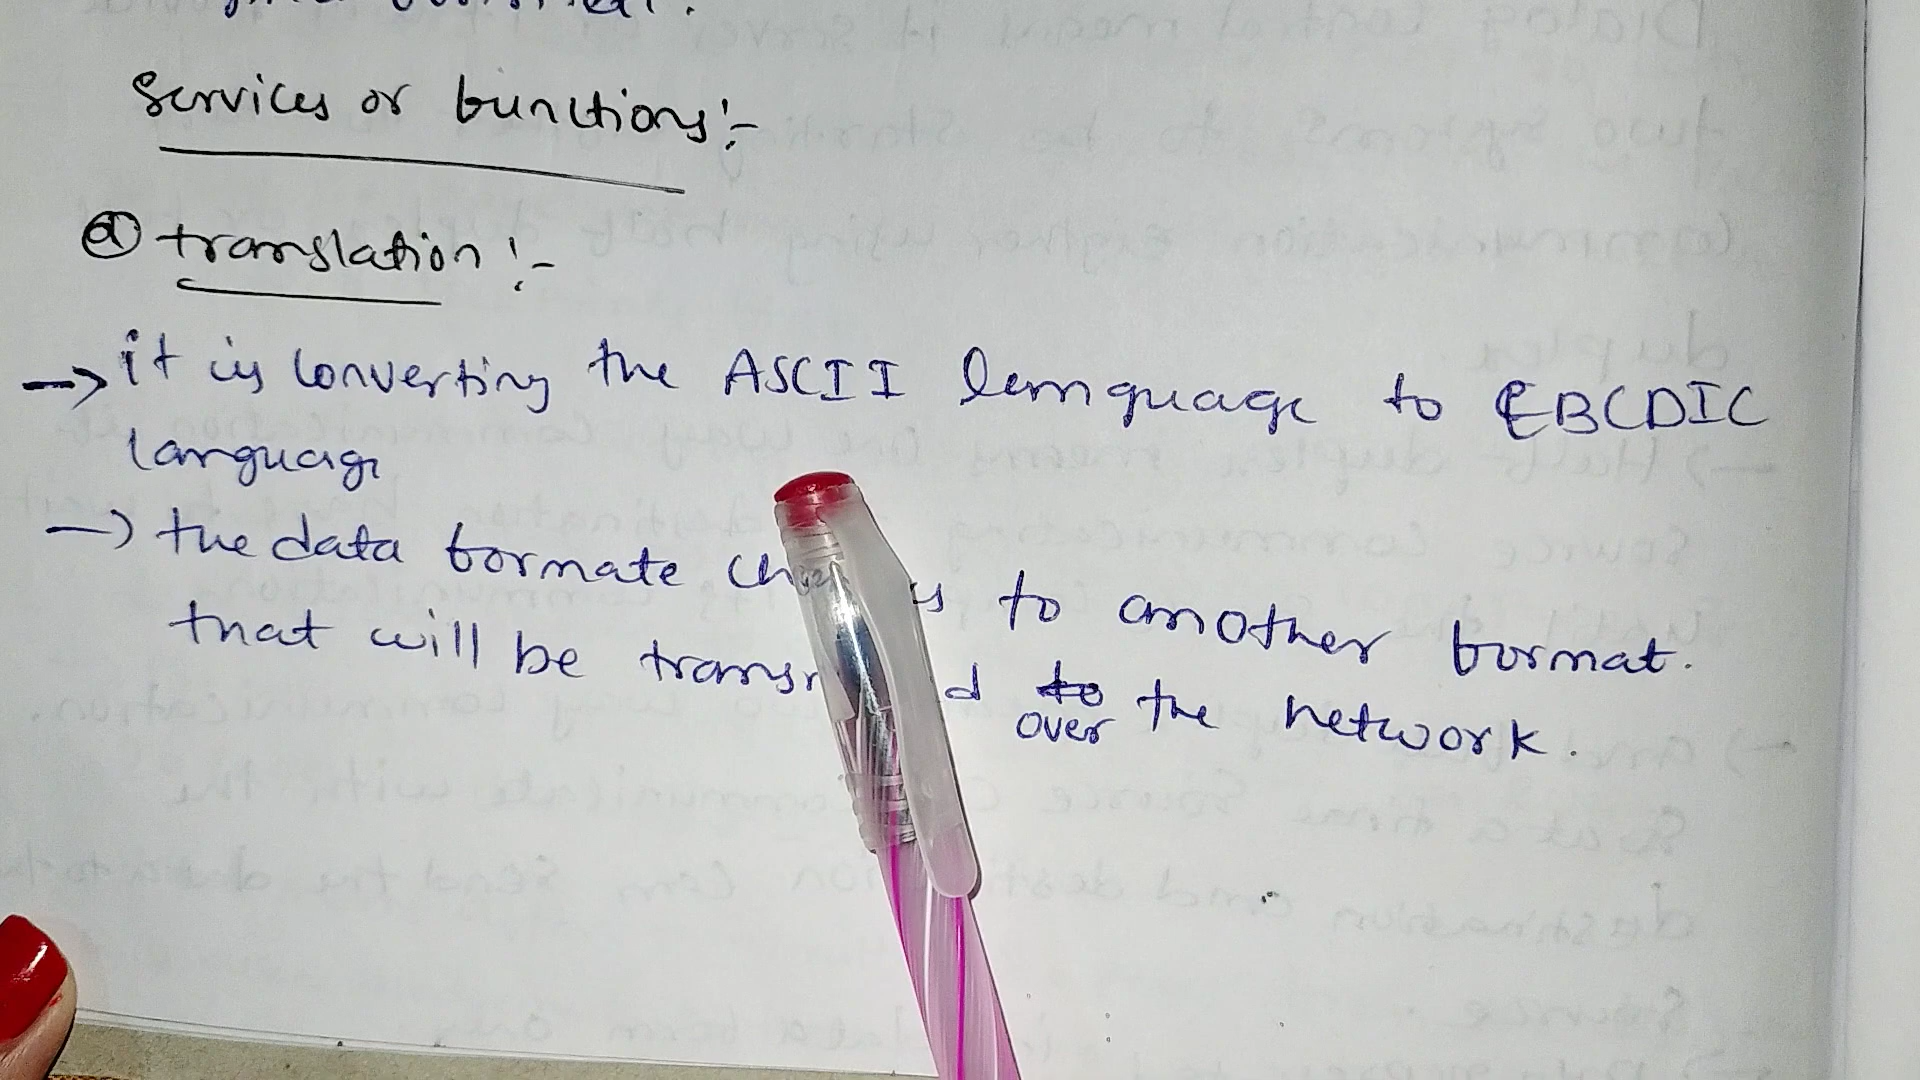 Services or functions:-
a translation :-
→ it is converting the ASCII language to EBCDIC
language
→ the data formate to another format.
that will be to over the network.